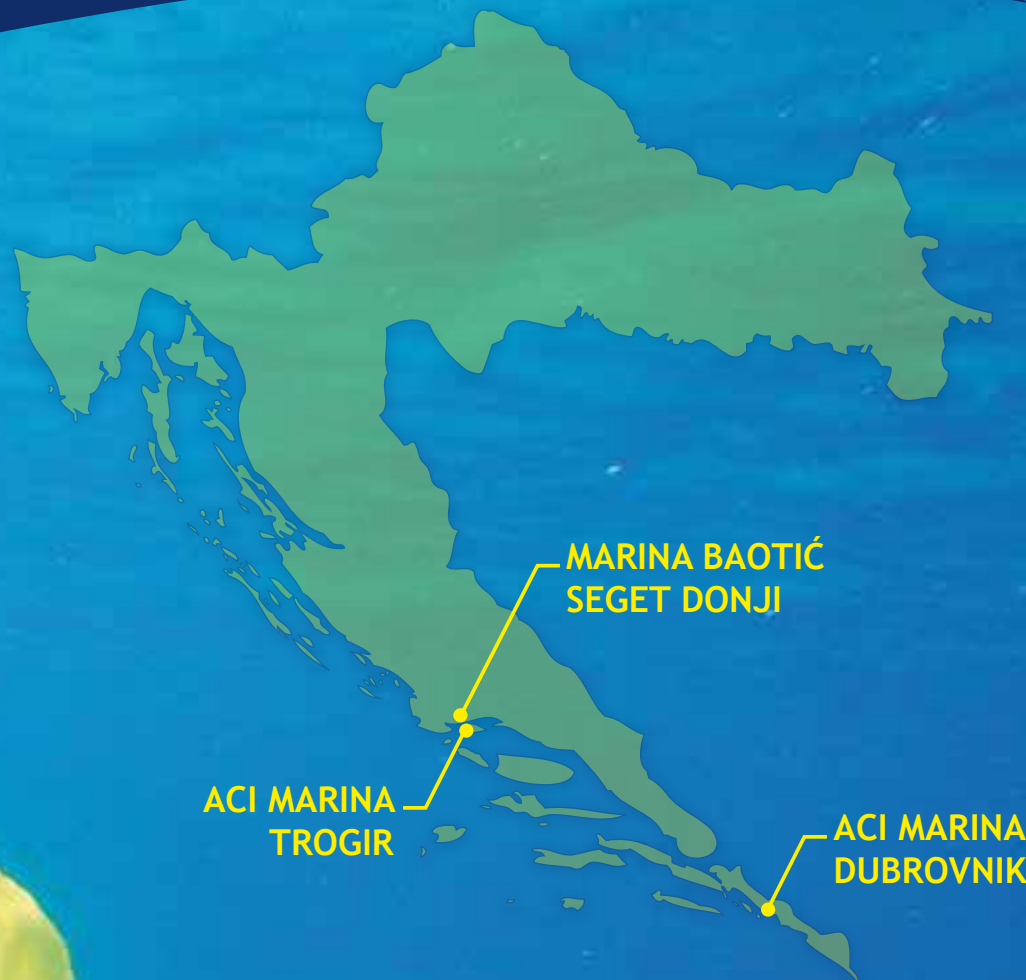 MARINA BAOTIĆ
SEGET DONJI
ACI MARINA
TROGIR
ACI MARINA
DUBROVNIK